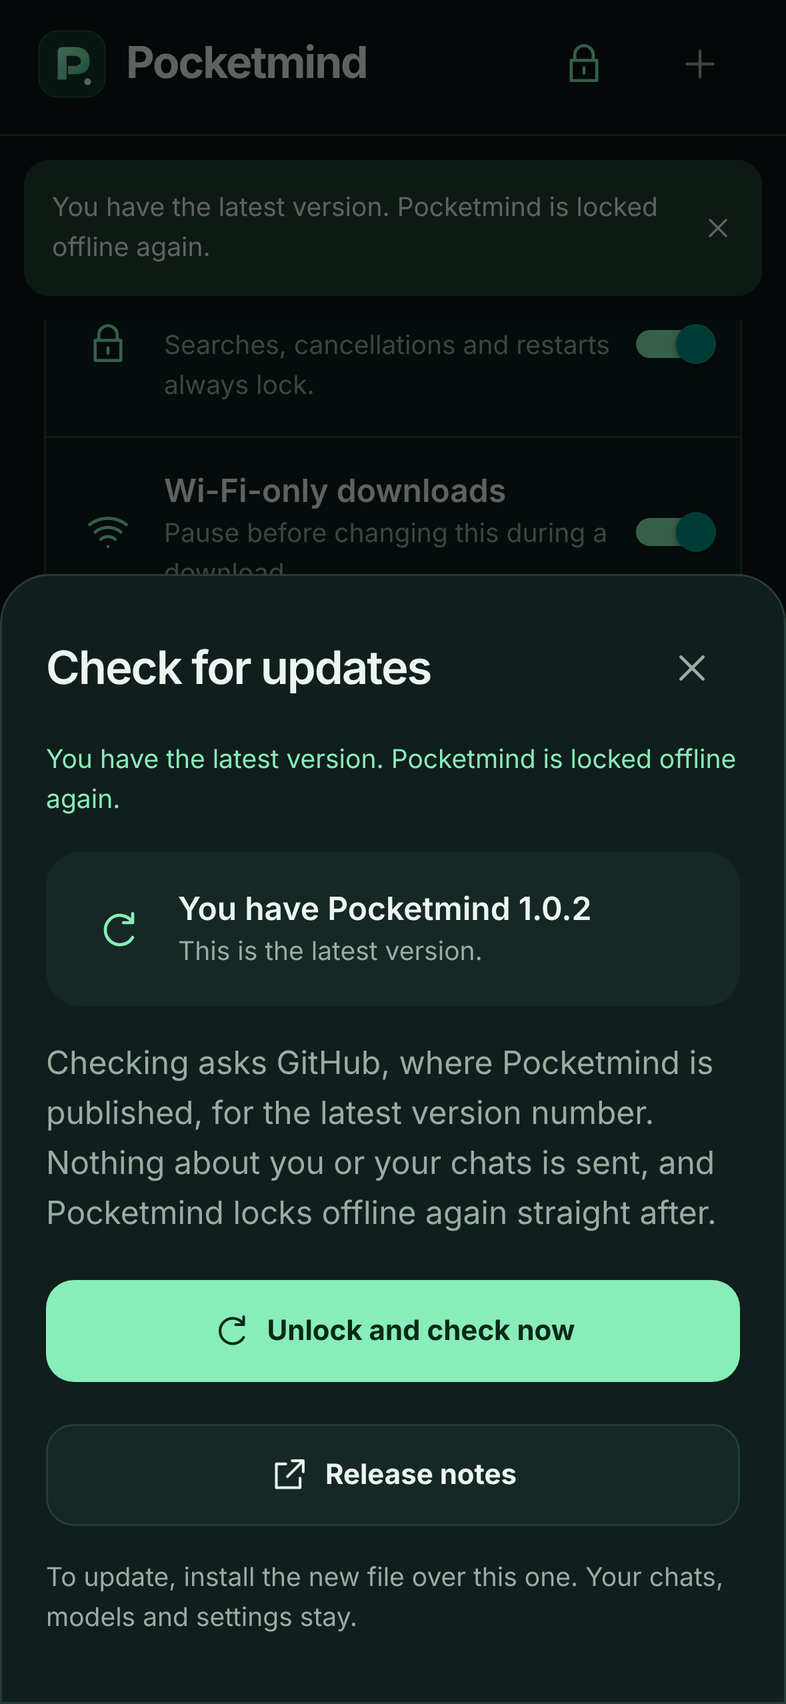 Pocketmind
You have the latest version. Pocketmind is locked
offline again.
Searches, cancellations and restarts
always lock.
Wi-Fi-only downloads
Pause before changing this during a
download.
Check for updates
You have the latest version. Pocketmind is locked offline
again.
You have Pocketmind 1.0.2
This is the latest version.
Checking asks GitHub, where Pocketmind is
published, for the latest version number.
Nothing about you or your chats is sent, and
Pocketmind locks offline again straight after.
Unlock and check now
Release notes
To update, install the new file over this one. Your chats,
models and settings stay.